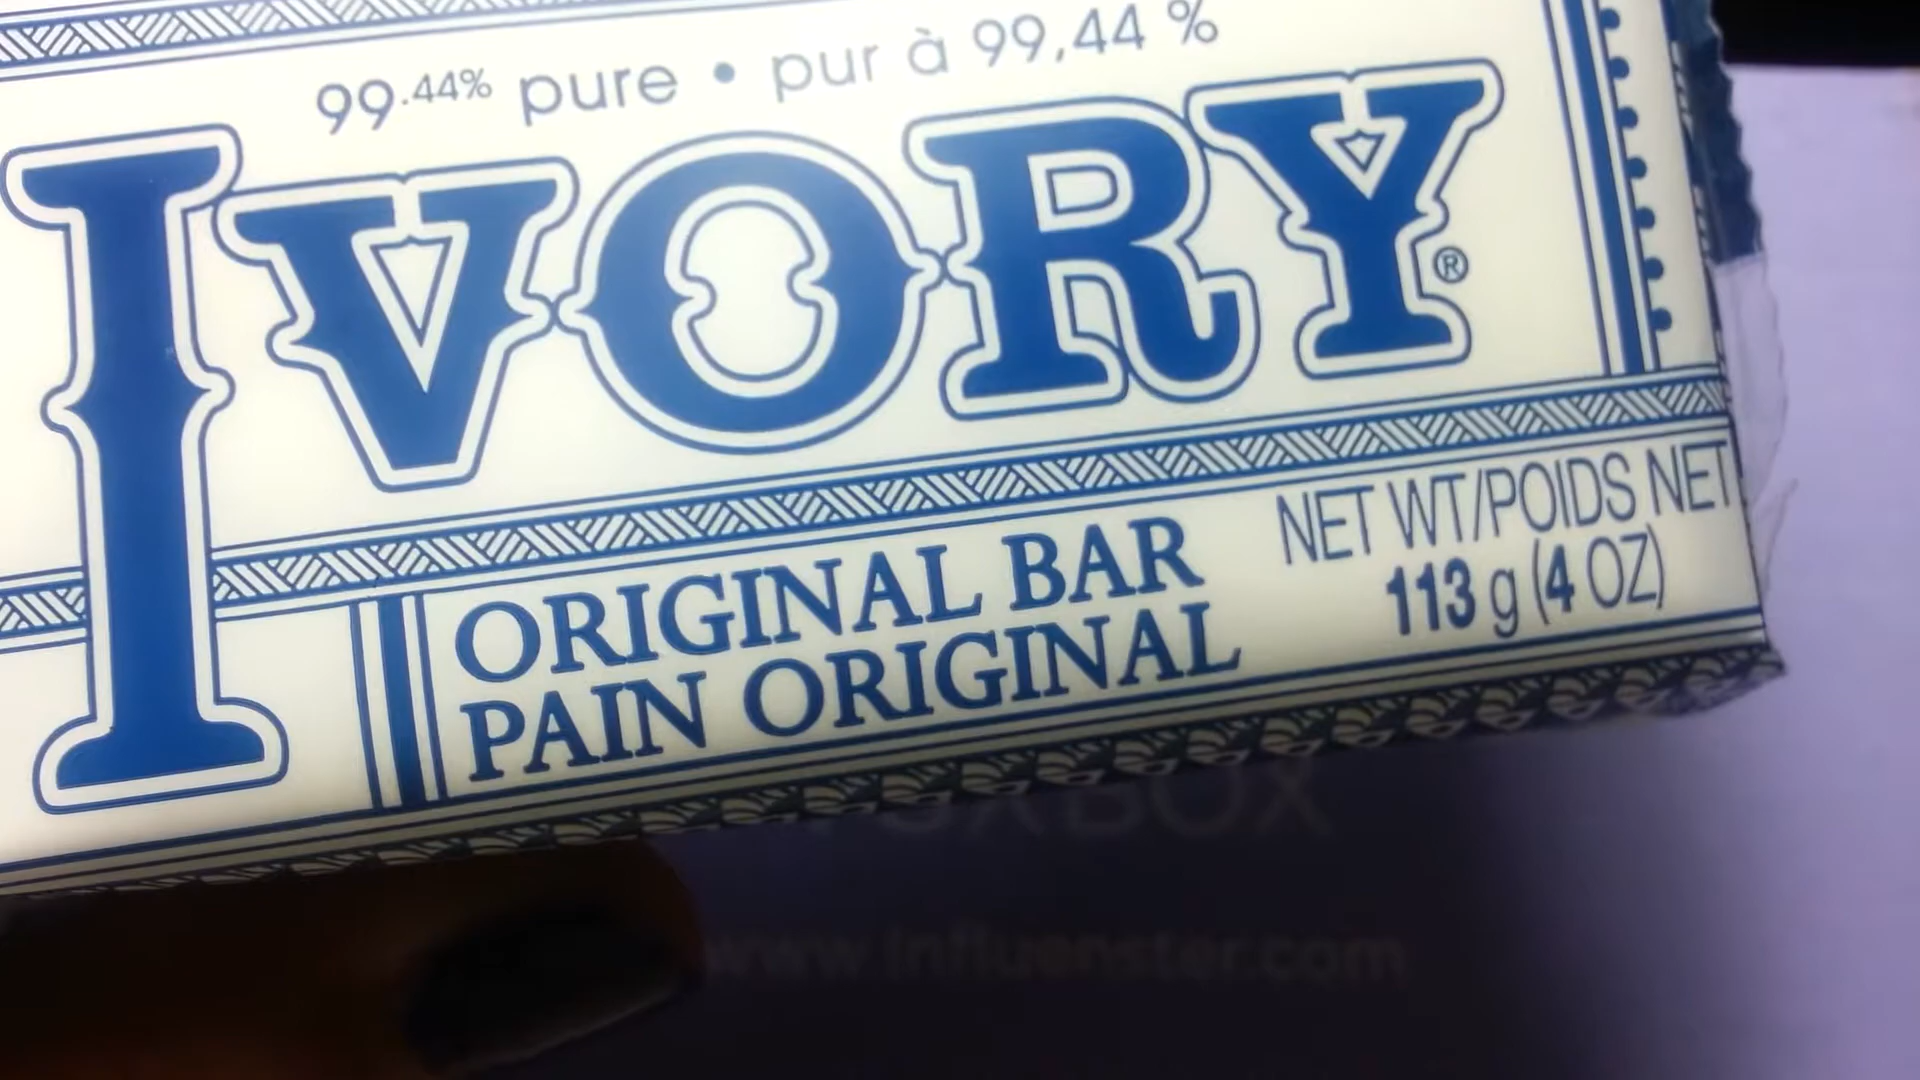 99.44% pure • pur à 99,44 %
IVORY®
ORIGINAL BAR
PAIN ORIGINAL
NET WT/POIDS NET
113 g (4 OZ)
BOX
www.influenster.com